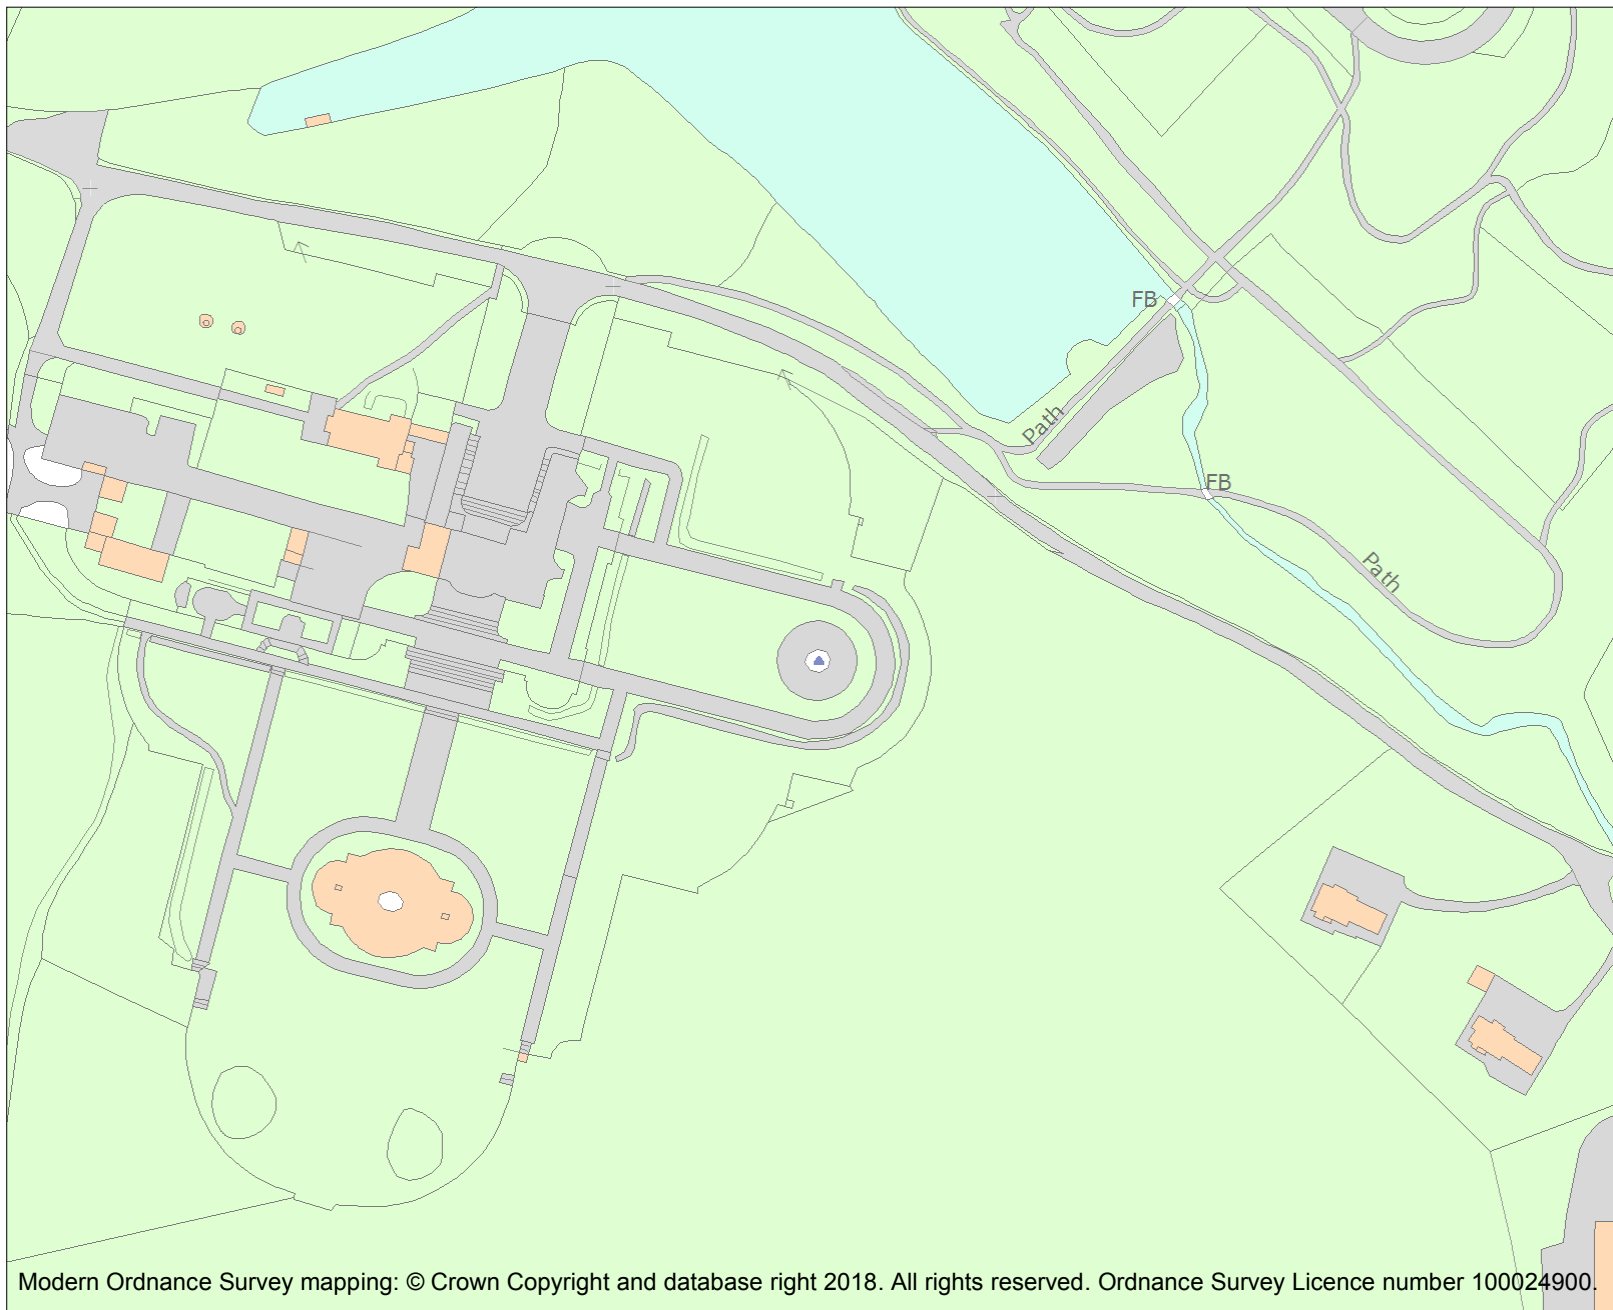 FB
Path
FB
Path
Modern Ordnance Survey mapping: © Crown Copyright and database right 2018. All rights reserved. Ordnance Survey Licence number 100024900.